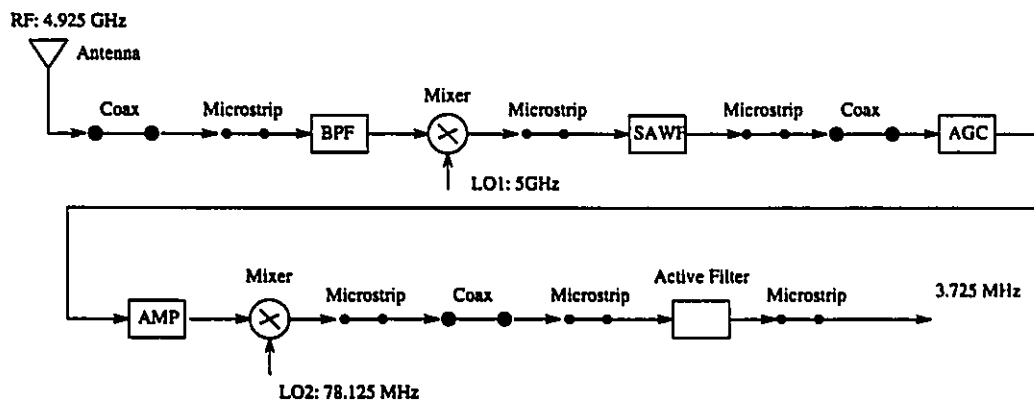 RF: 4.925 GHz
Antenna
Coax
Microstrip
BPF
Mixer
LO1: 5GHz
Microstrip
SAWF
Microstrip
Coax
AGC
AMP
Mixer
LO2: 78.125 MHz
Microstrip
Coax
Microstrip
Active Filter
Microstrip
3.725 MHz